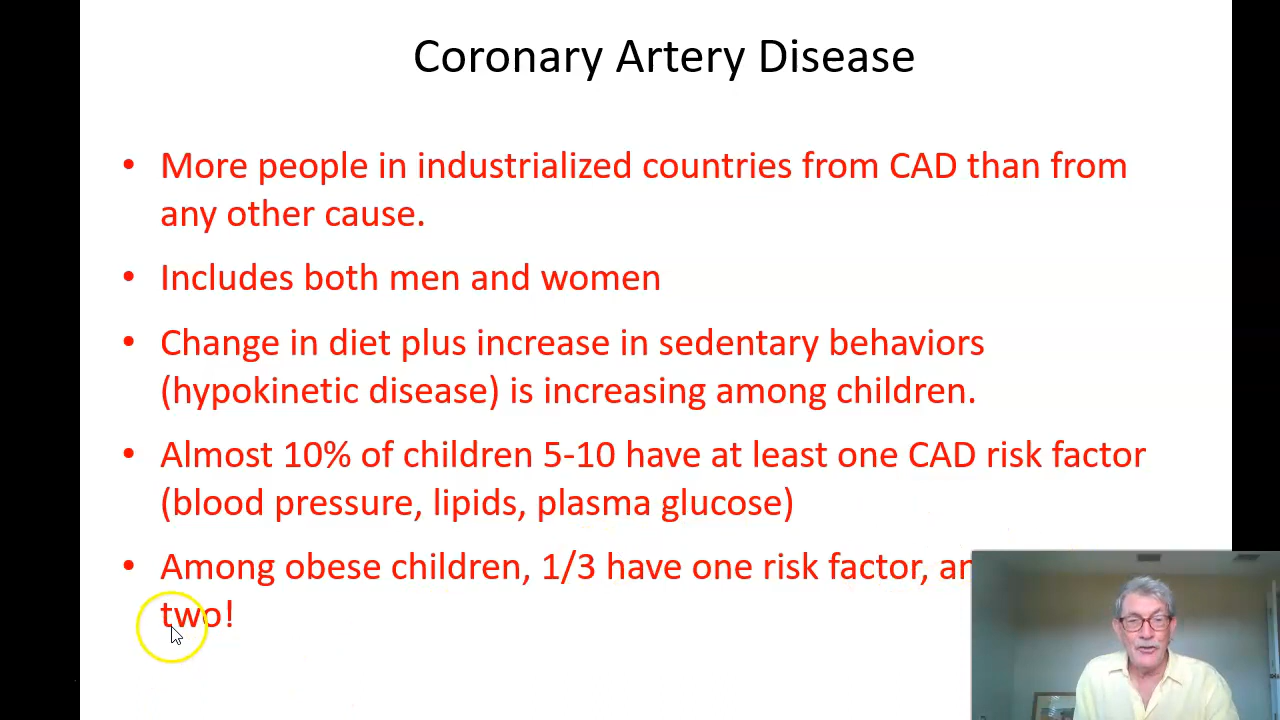 Coronary Artery Disease
• More people in industrialized countries from CAD than from
any other cause.
• Includes both men and women
• Change in diet plus increase in sedentary behaviors
(hypokinetic disease) is increasing among children.
• Almost 10% of children 5-10 have at least one CAD risk factor
(blood pressure, lipids, plasma glucose)
• Among obese children, 1/3 have one risk factor,
two!